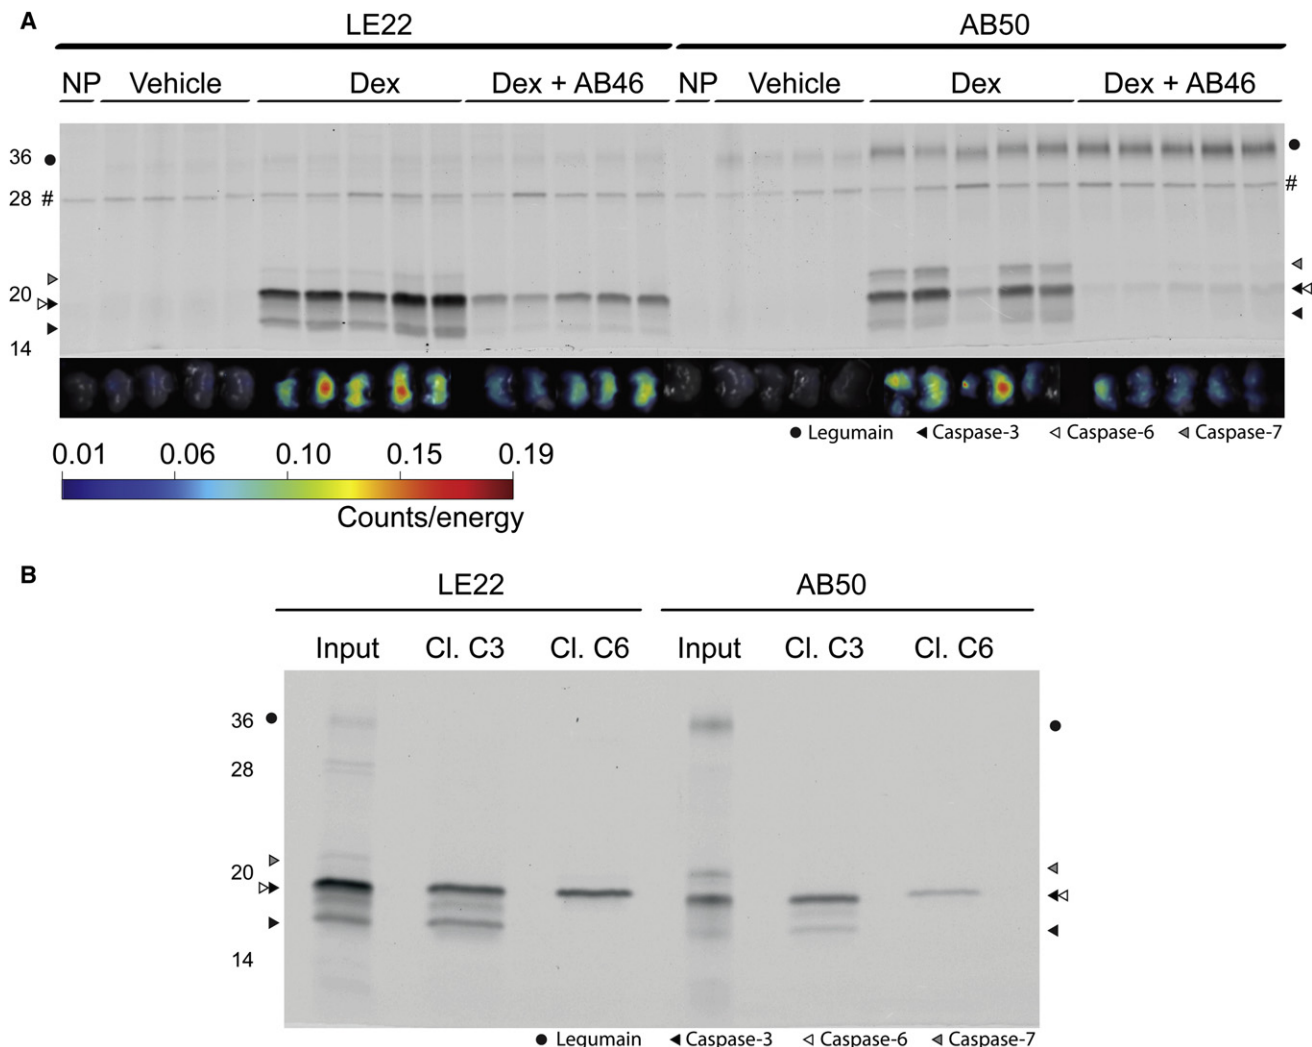 A
LE22 AB50
NP Vehicle Dex Dex + AB46 NP Vehicle Dex Dex + AB46
36
28 # #
20
14
Legumain Caspase-3 Caspase-6 Caspase-7
0.01 0.06 0.10 0.15 0.19
Counts/energy
B
LE22 AB50
Input Cl. C3 Cl. C6 Input Cl. C3 Cl. C6
36
28
20
14
Legumain Caspase-3 Caspase-6 Caspase-7